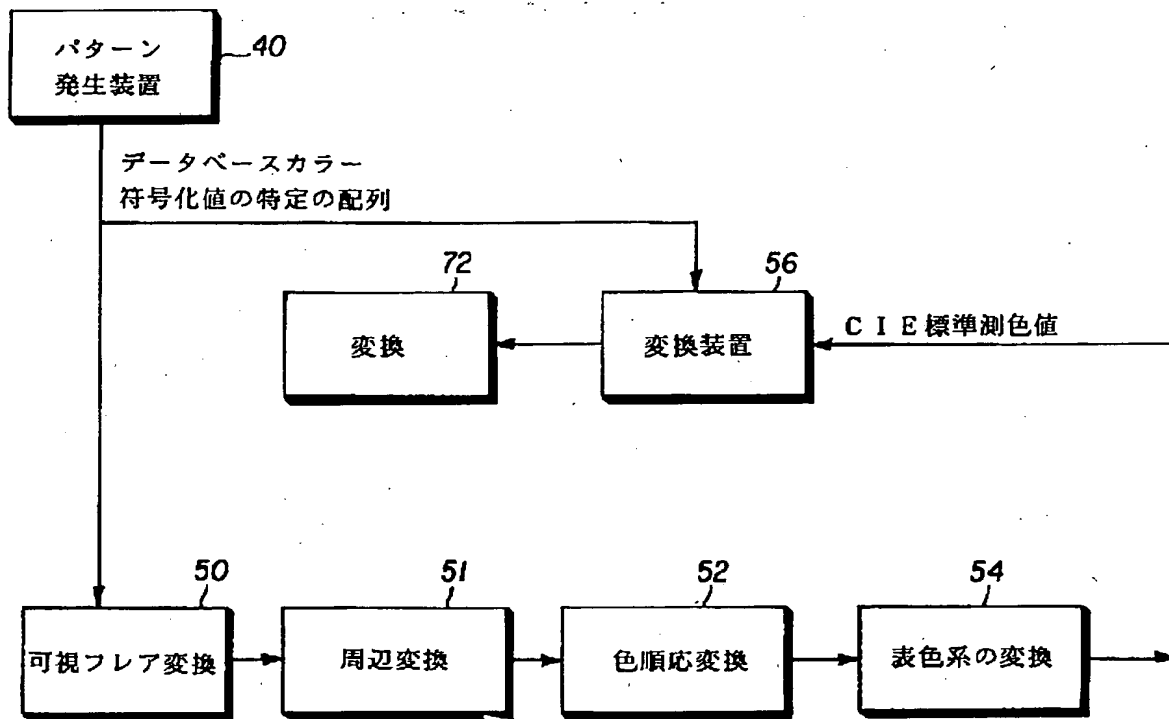 パターン
発生装置
40
データベースカラー
符号化値の特定の配列
72
変換
56
変換装置
CIE標準測色値
50
可視フレア変換
51
周辺変換
52
色順応変換
54
表色系の変換